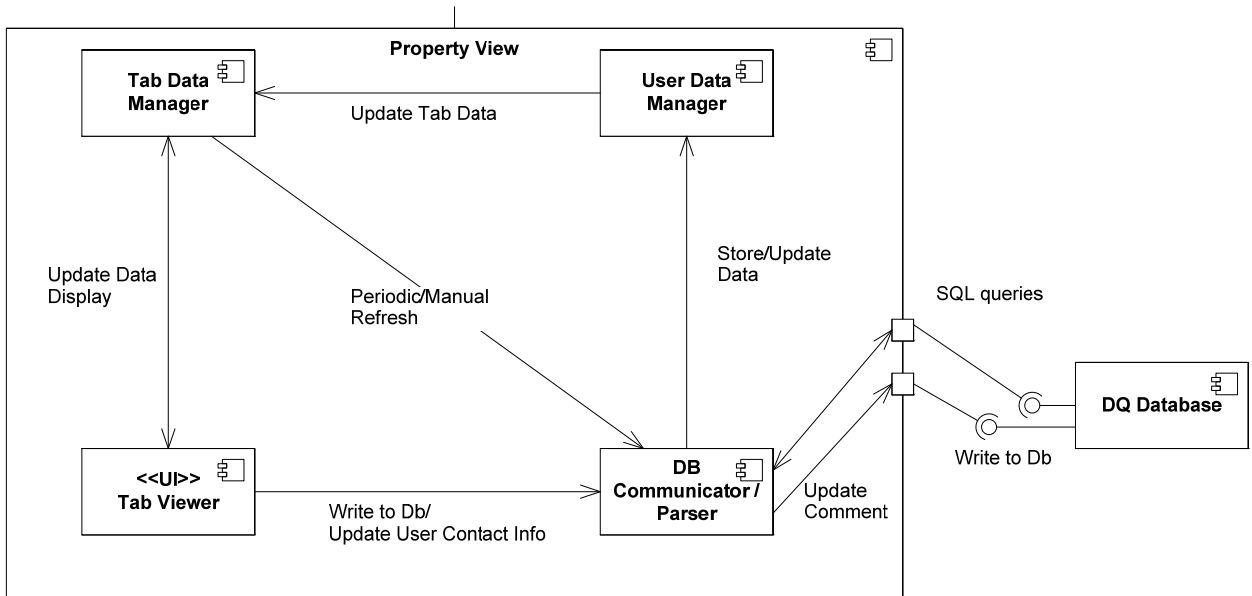 Property View
Tab Data
Manager
User Data
Manager
Update Tab Data
Update Data
Display
Periodic/Manual
Refresh
Store/Update
Data
SQL queries
DQ Database
Write to Db
<<UI>>
Tab Viewer
Write to Db/
Update User Contact Info
DB
Communicator /
Parser
Update
Comment